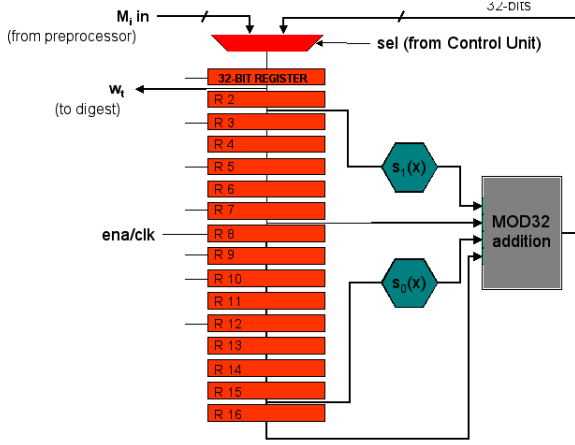 32-bits
Mi in
(from preprocessor)
sel (from Control Unit)
32-BIT REGISTER
wt
(to digest)
R 2
R 3
R 4
R 5
R 6
R 7
ena/clk
R 8
R 9
R 10
R 11
R 12
R 13
R 14
R 15
R 16
s1(x)
s0(x)
MOD32
addition